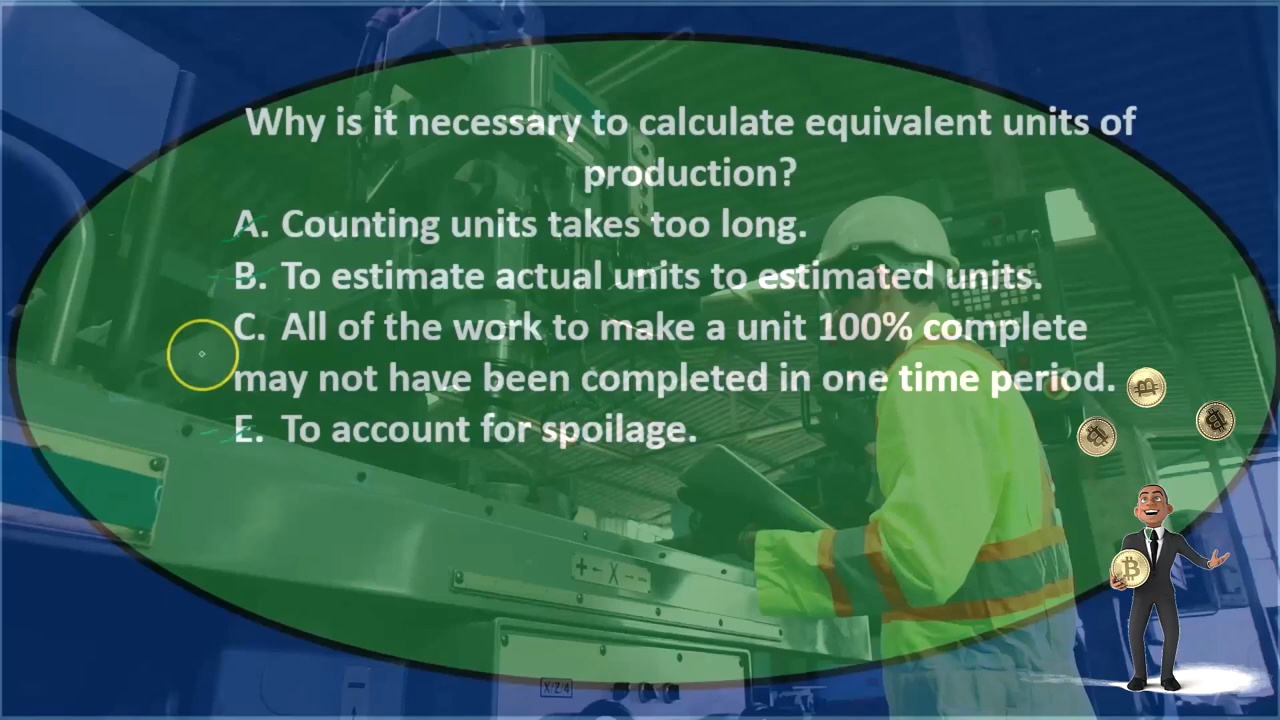 Why is it necessary to calculate equivalent units of
production?
A. Counting units takes too long.
B. To estimate actual units to estimated units.
C. All of the work to make a unit 100% complete
may not have been completed in one time period.
E. To account for spoilage.
+ ← X → −
X/Z/4